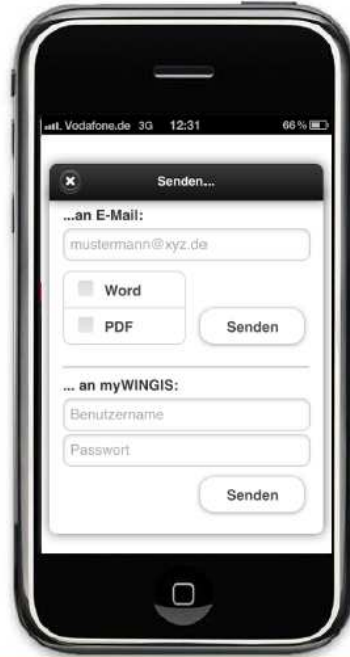 Vodafone.de 3G 12:31 66 %
Senden...
...an E-Mail:
mustermann@xyz.de
Word
PDF
Senden
... an myWINGIS:
Benutzername
Passwort
Senden